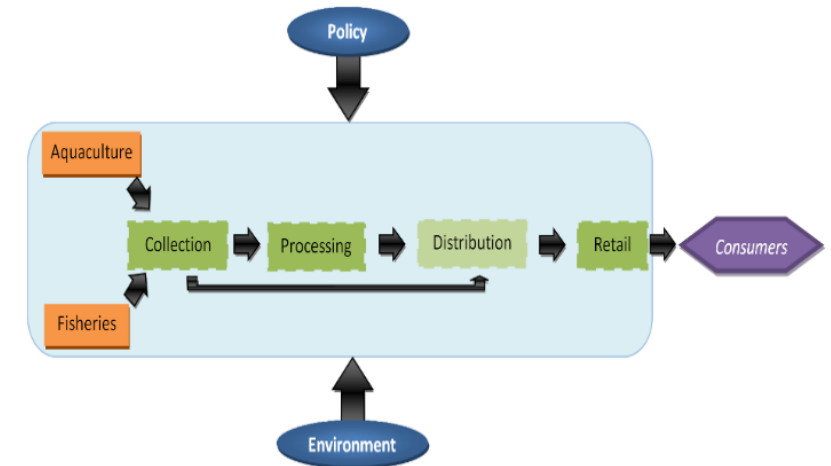 Policy
Aquaculture
Collection
Processing
Distribution
Retail
Consumers
Fisheries
Environment